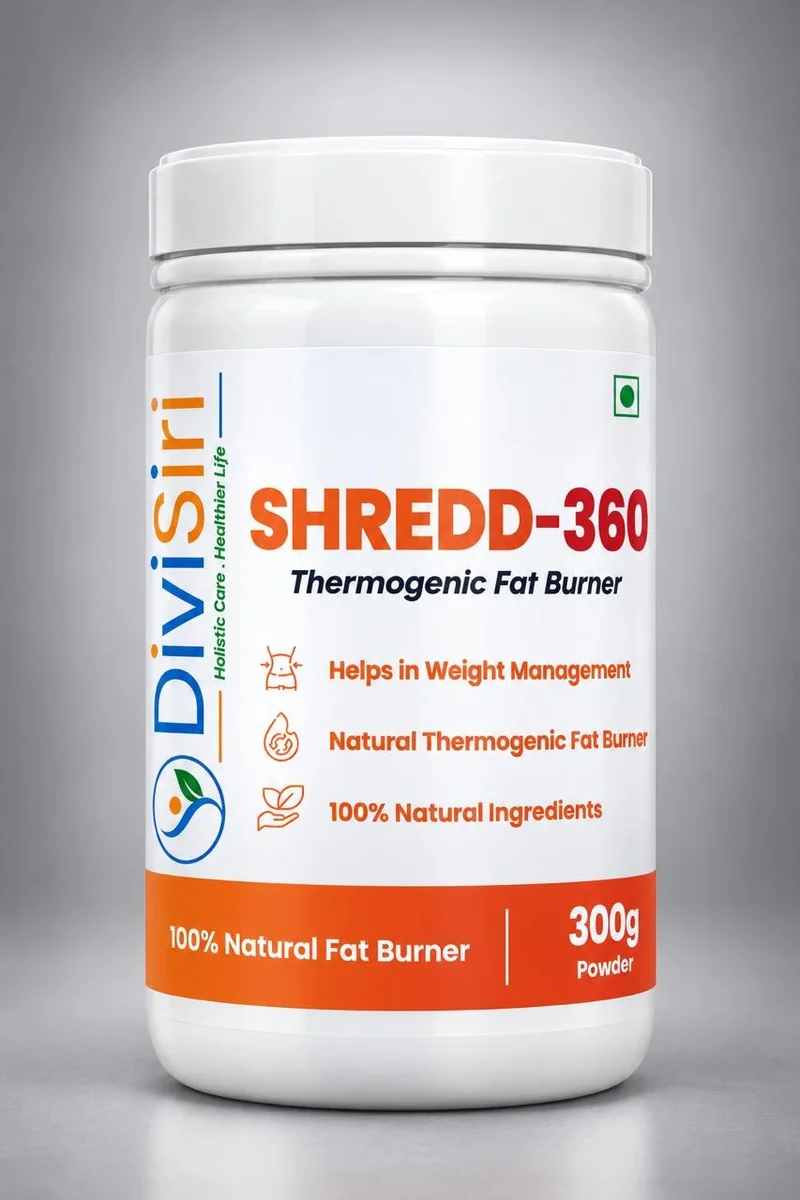 DiviSiri
Holistic Care . Healthier Life
SHREDD-360
Thermogenic Fat Burner
Helps in Weight Management
Natural Thermogenic Fat Burner
100% Natural Ingredients
100% Natural Fat Burner
300g
Powder